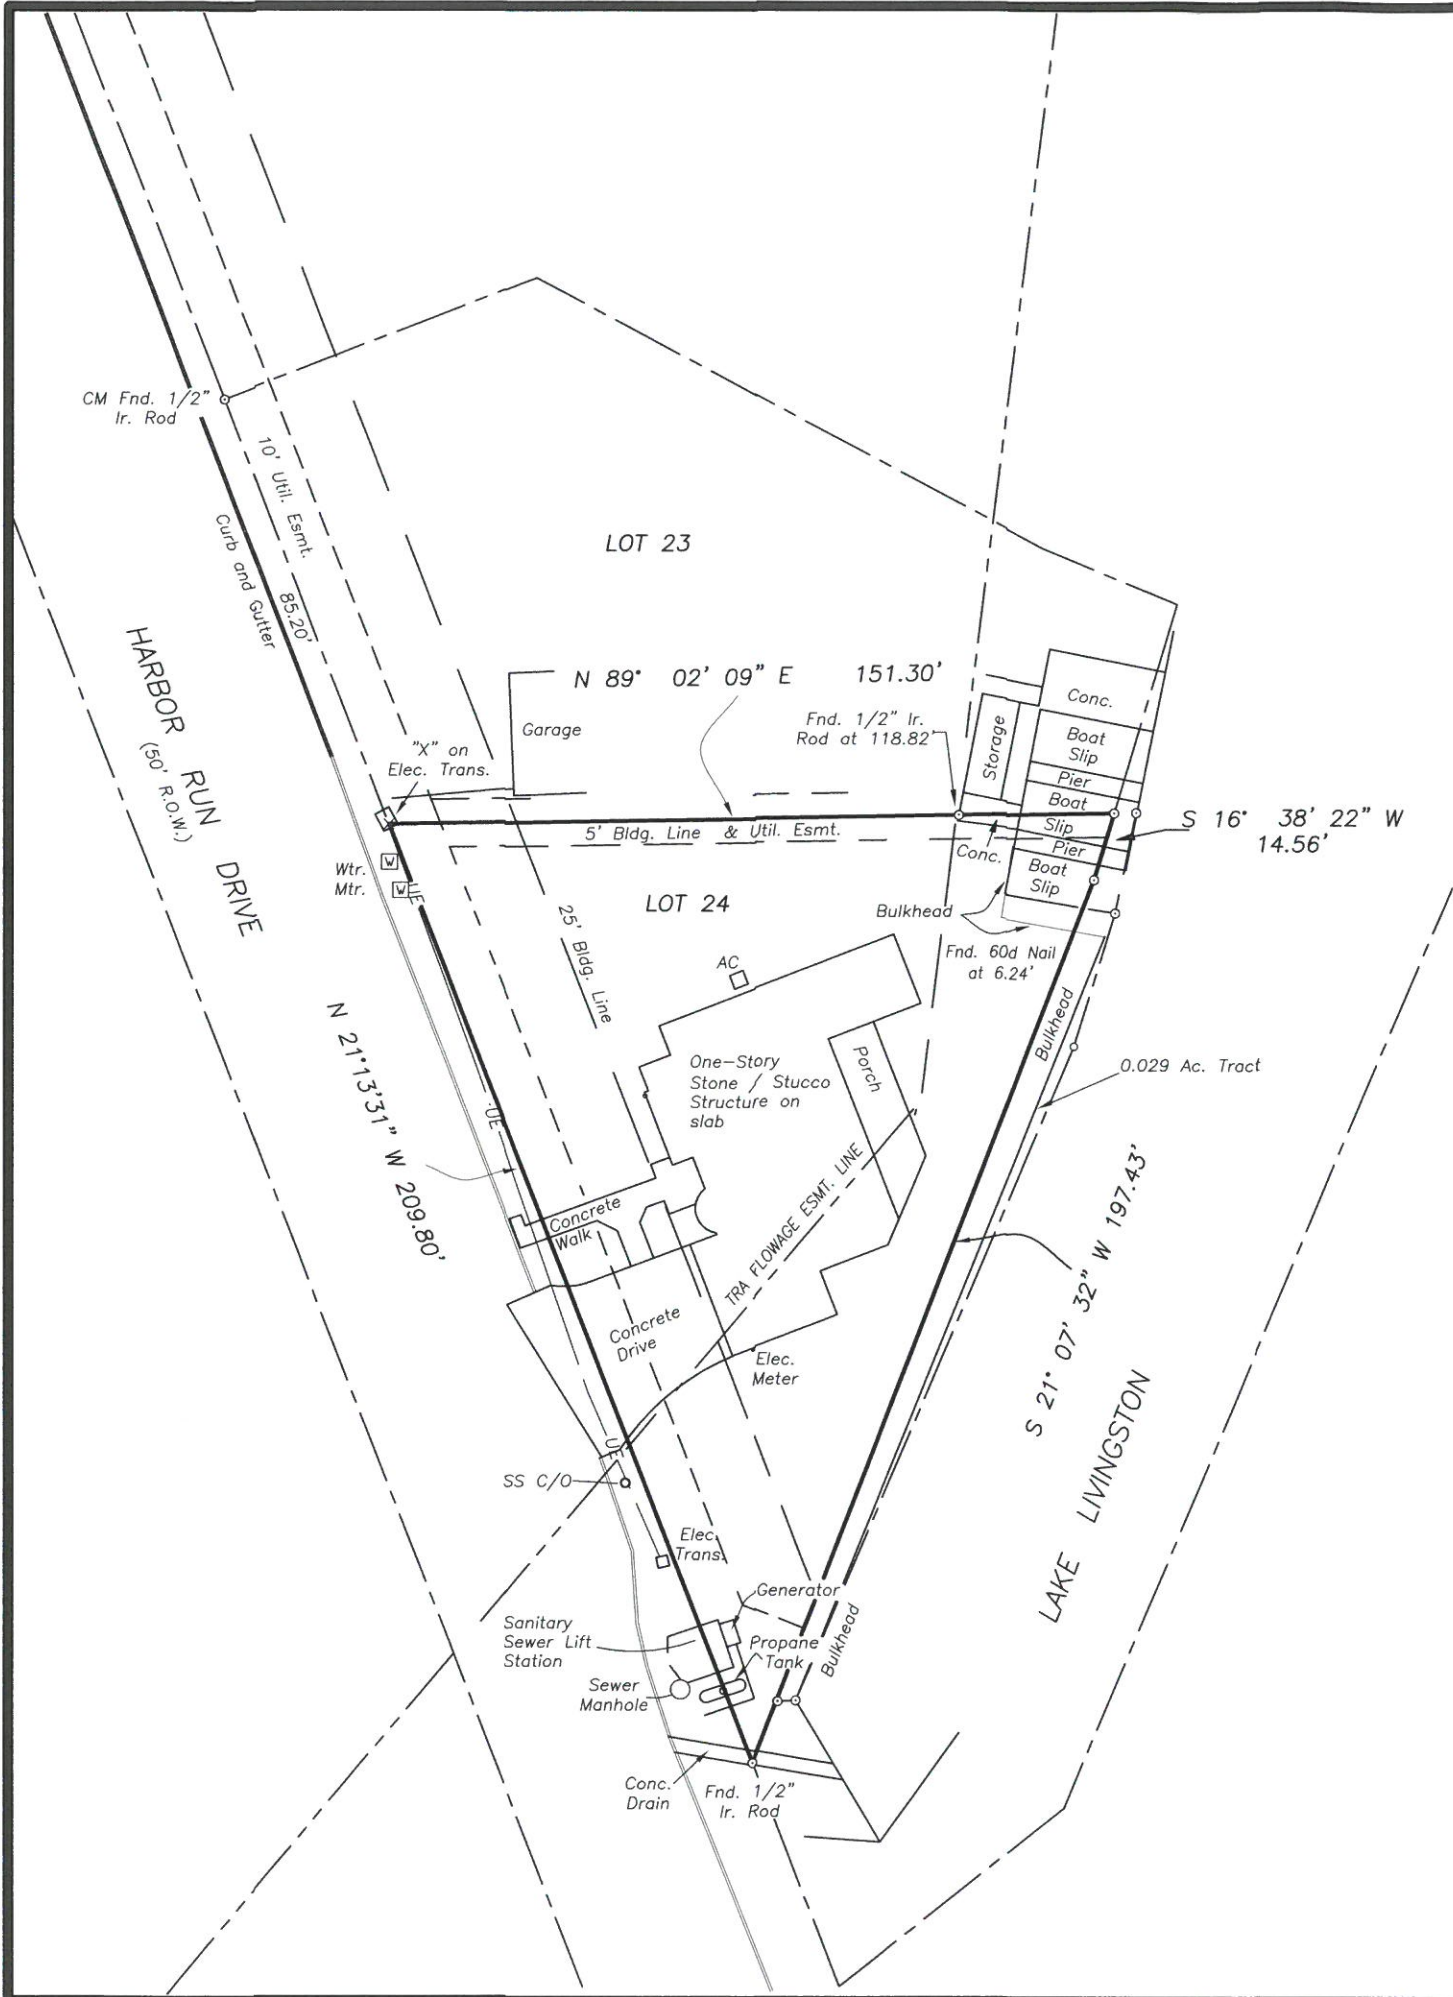 CM Fnd. 1/2"
Ir. Rod
10' Util. Esmt.
Curb and Gutter
85.20'
LOT 23
HARBOR RUN DRIVE
(50' R.O.W.)
N 89° 02' 09" E 151.30'
Garage
Fnd. 1/2" Ir.
Rod at 118.82'
"X" on
Elec. Trans.
Storage
Conc.
Boat
Slip
Pier
Boat
Slip
Pier
Boat
Slip
S 16° 38' 22" W
14.56'
5' Bldg. Line & Util. Esmt.
Conc.
Wtr.
Mtr.
W
W
UE
LOT 24
25' Bldg. Line
Bulkhead
Fnd. 60d Nail
at 6.24'
AC
N 21°13'31" W 209.80'
One-Story
Stone / Stucco
Structure on
slab
Porch
Bulkhead
0.029 Ac. Tract
UE
TRA FLOWAGE ESMT. LINE
Concrete
Walk
S 21° 07' 32" W 197.43'
Concrete
Drive
Elec.
Meter
UE
SS C/O
LAKE LIVINGSTON
Elec.
Trans.
Generator
Sanitary
Sewer Lift
Station
Propane
Tank
Bulkhead
Sewer
Manhole
Conc.
Drain
Fnd. 1/2"
Ir. Rod